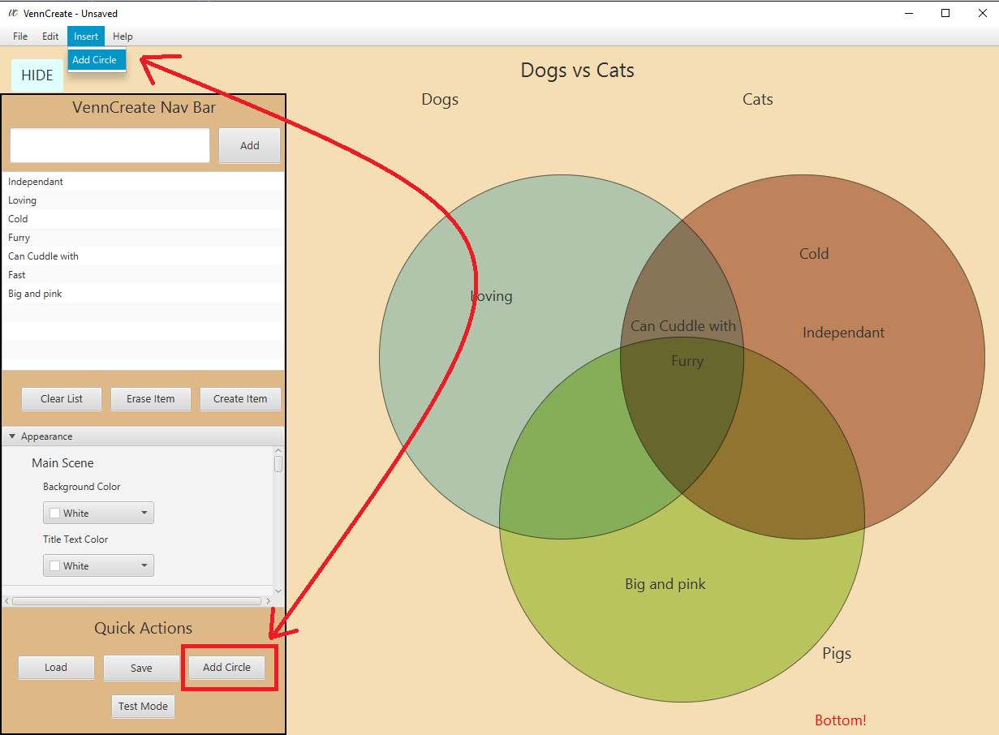 VC VennCreate - Unsaved
File Edit Insert Help
Add Circle
HIDE
Dogs vs Cats
Dogs Cats
VennCreate Nav Bar
Add
Independant
Loving
Cold
Furry
Can Cuddle with
Fast
Big and pink
Clear List Erase Item Create Item
Appearance
Main Scene
Background Color
White
Title Text Color
White
Quick Actions
Load Save Add Circle
Test Mode
Cold
Loving
Can Cuddle with
Independant
Furry
Big and pink
Pigs
Bottom!